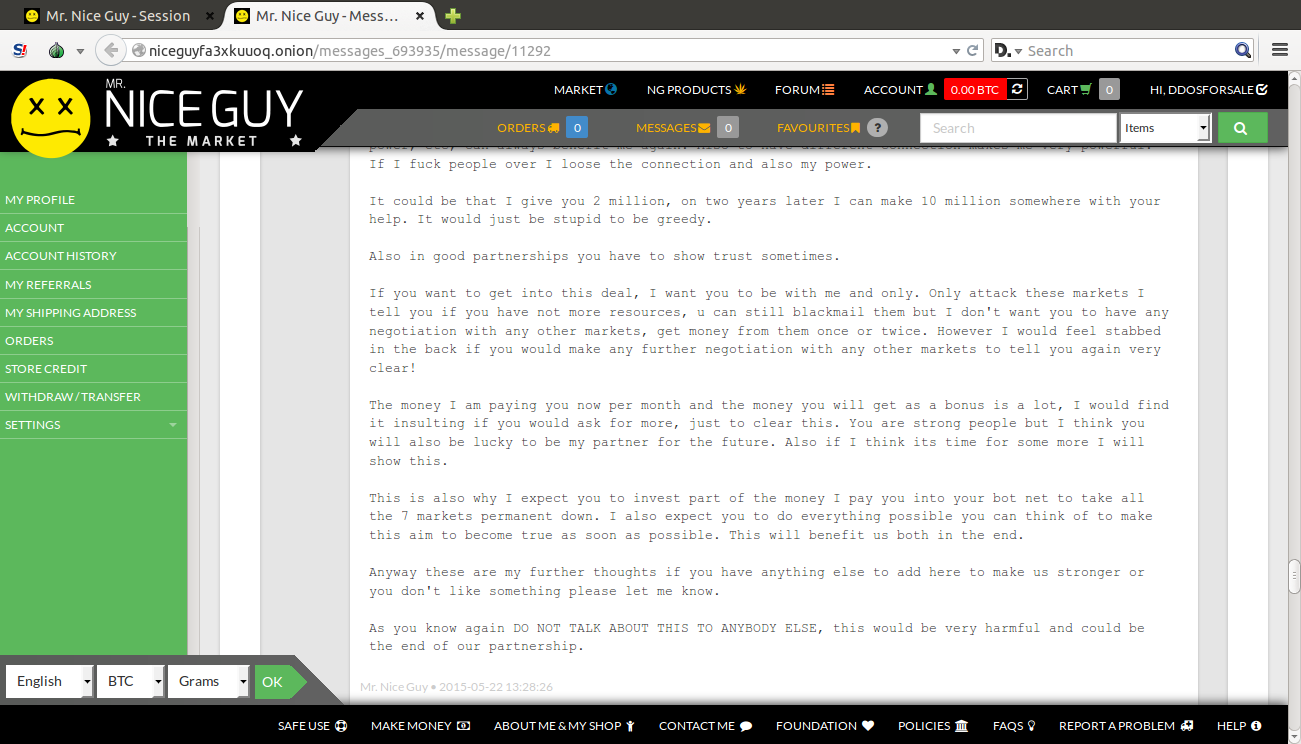 Mr. Nice Guy - Session
Mr. Nice Guy - Mess...
niceguyfa3xkuuoq.onion/messages_693935/message/11292
Search
MR.
NICE GUY
THE MARKET
MARKET
NG PRODUCTS
FORUM
ACCOUNT
0.00 BTC
CART
0
HI, DDOSFORSALE
ORDERS
0
MESSAGES
0
FAVOURITES
?
Search
Items
MY PROFILE
ACCOUNT
ACCOUNT HISTORY
MY REFERRALS
MY SHIPPING ADDRESS
ORDERS
STORE CREDIT
WITHDRAW / TRANSFER
SETTINGS
If I fuck people over I loose the connection and also my power.
It could be that I give you 2 million, on two years later I can make 10 million somewhere with your
help. It would just be stupid to be greedy.
Also in good partnerships you have to show trust sometimes.
If you want to get into this deal, I want you to be with me and only. Only attack these markets I
tell you if you have not more resources, u can still blackmail them but I don't want you to have any
negotiation with any other markets, get money from them once or twice. However I would feel stabbed
in the back if you would make any further negotiation with any other markets to tell you again very
clear!
The money I am paying you now per month and the money you will get as a bonus is a lot, I would find
it insulting if you would ask for more, just to clear this. You are strong people but I think you
will also be lucky to be my partner for the future. Also if I think its time for some more I will
show this.
This is also why I expect you to invest part of the money I pay you into your bot net to take all
the 7 markets permanent down. I also expect you to do everything possible you can think of to make
this aim to become true as soon as possible. This will benefit us both in the end.
Anyway these are my further thoughts if you have anything else to add here to make us stronger or
you don't like something please let me know.
As you know again DO NOT TALK ABOUT THIS TO ANYBODY ELSE, this would be very harmful and could be
the end of our partnership.
Mr. Nice Guy • 2015-05-22 13:28:26
English
BTC
Grams
OK
SAFE USE
MAKE MONEY
ABOUT ME & MY SHOP
CONTACT ME
FOUNDATION
POLICIES
FAQS
REPORT A PROBLEM
HELP